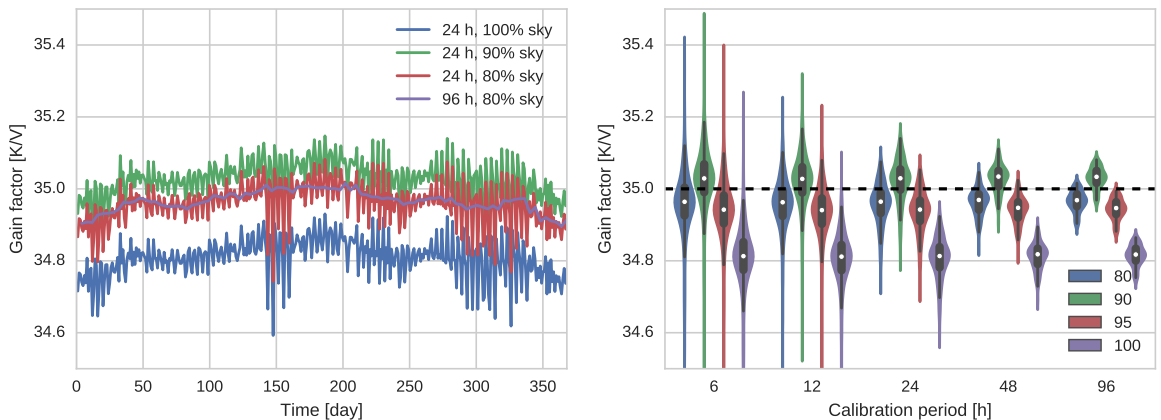 35.4
35.2
35.0
34.8
34.6
Gain factor [K/V]
24 h, 100% sky
24 h, 90% sky
24 h, 80% sky
96 h, 80% sky
0 50 100 150 200 250 300 350
Time [day]
35.4
35.2
35.0
34.8
34.6
Gain factor [K/V]
80
90
95
100
6 12 24 48 96
Calibration period [h]